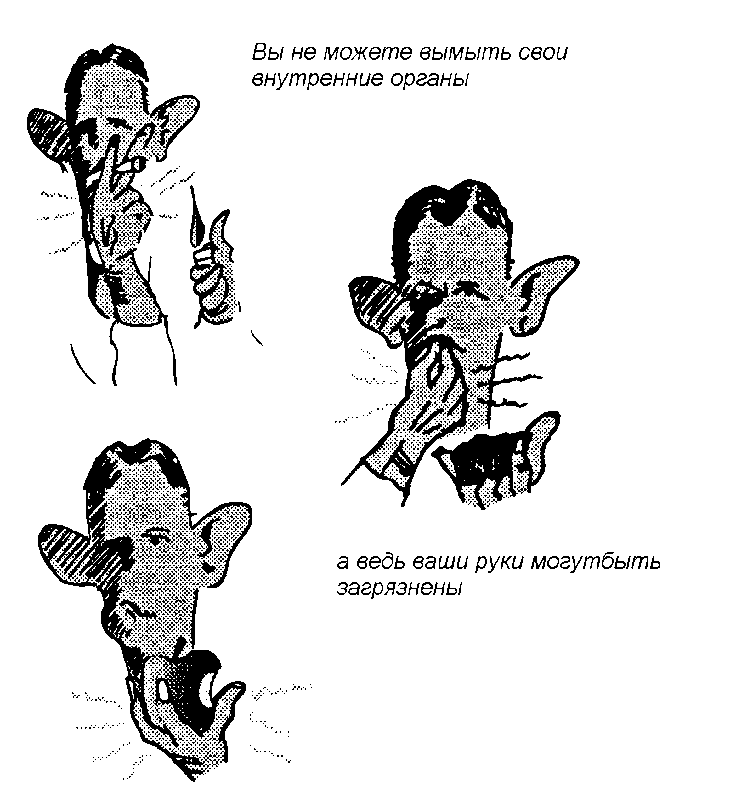 Вы не можете вымыть свои
внутренние органы
а ведь ваши руки могутбыть
загрязнены